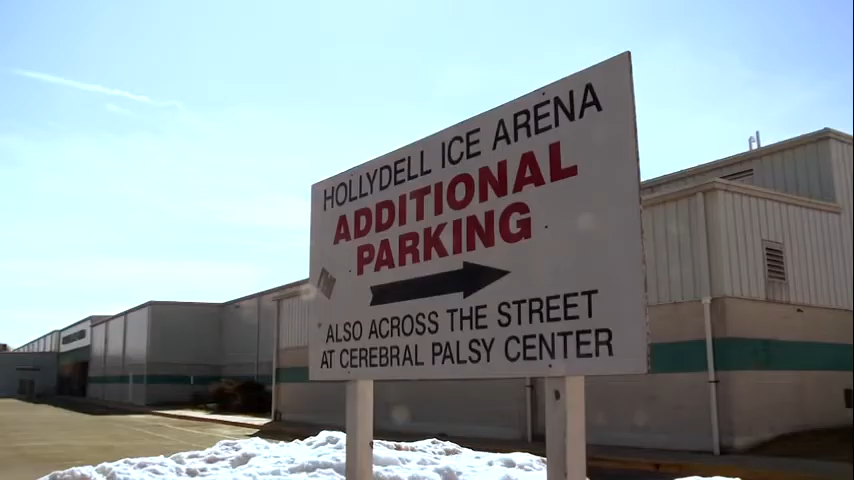 HOLLYDELL ICE ARENA
ADDITIONAL
PARKING
ALSO ACROSS THE STREET
AT CEREBRAL PALSY CENTER